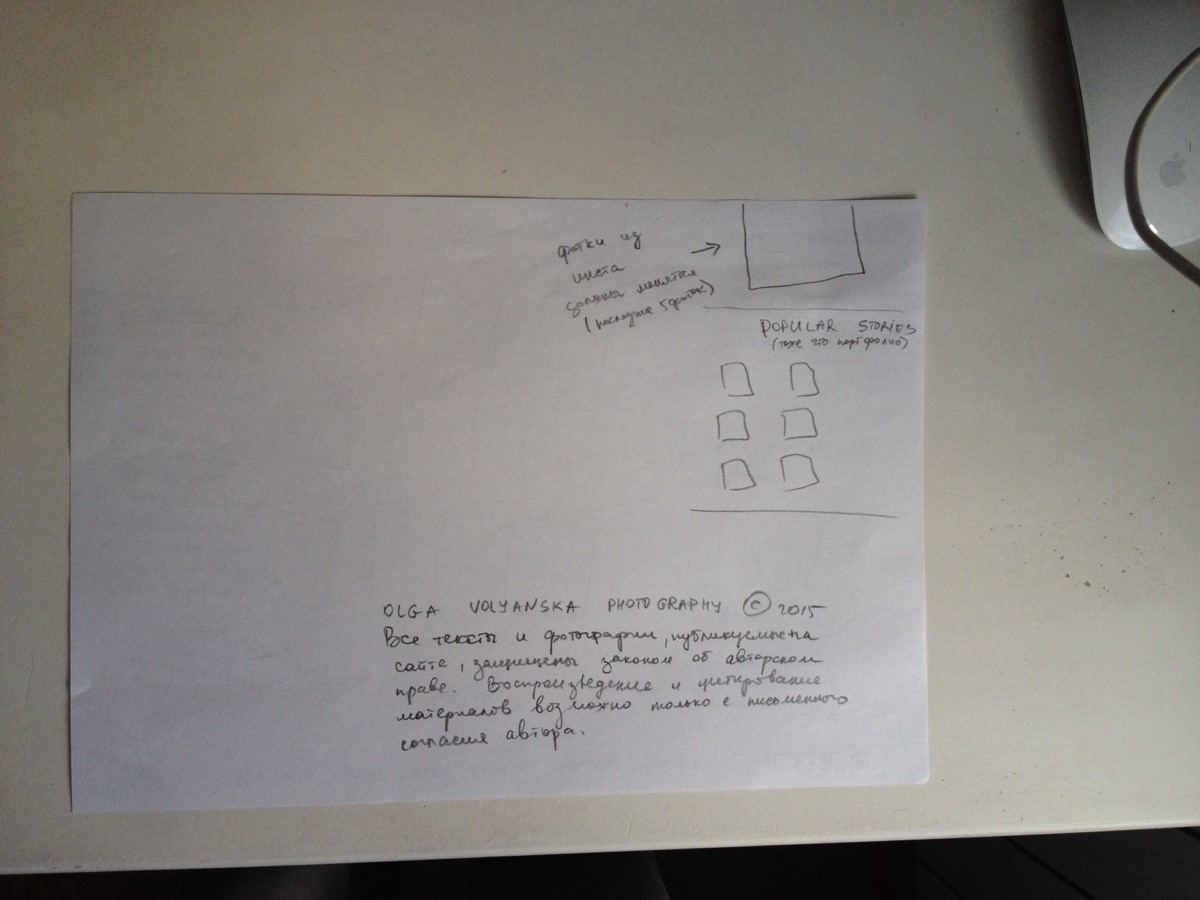 фотки из
инста
должны меняться
(последние 5 фоток)
POPULAR STORIES
(тоже что портфолио)
OLGA VOLYANSKA PHOTOGRAPHY © 2015
Все тексты и фотографии, публикуемые на
сайте, защищены законом об авторском
праве. Воспроизведение и цитирование
материалов возможно только с письменного
согласия автора.